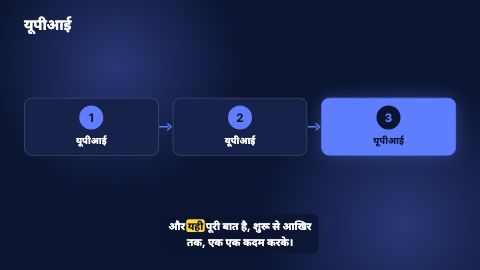 यूपीआई
1
यूपीआई
2
यूपीआई
3
यूपीआई
और यही पूरी बात है, शुरू से आखिर
तक, एक एक कदम करके।